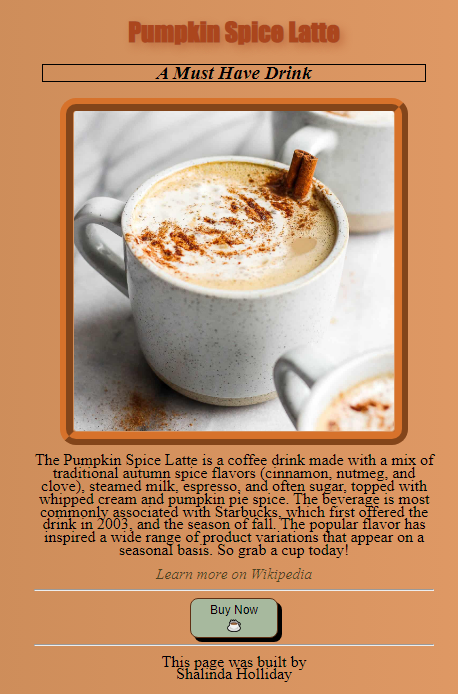 Pumpkin Spice Latte
A Must Have Drink
The Pumpkin Spice Latte is a coffee drink made with a mix of
traditional autumn spice flavors (cinnamon, nutmeg, and
clove), steamed milk, espresso, and often sugar, topped with
whipped cream and pumpkin pie spice. The beverage is most
commonly associated with Starbucks, which first offered the
drink in 2003, and the season of fall. The popular flavor has
inspired a wide range of product variations that appear on a
seasonal basis. So grab a cup today!
Learn more on Wikipedia
Buy Now
This page was built by
Shalinda Holliday